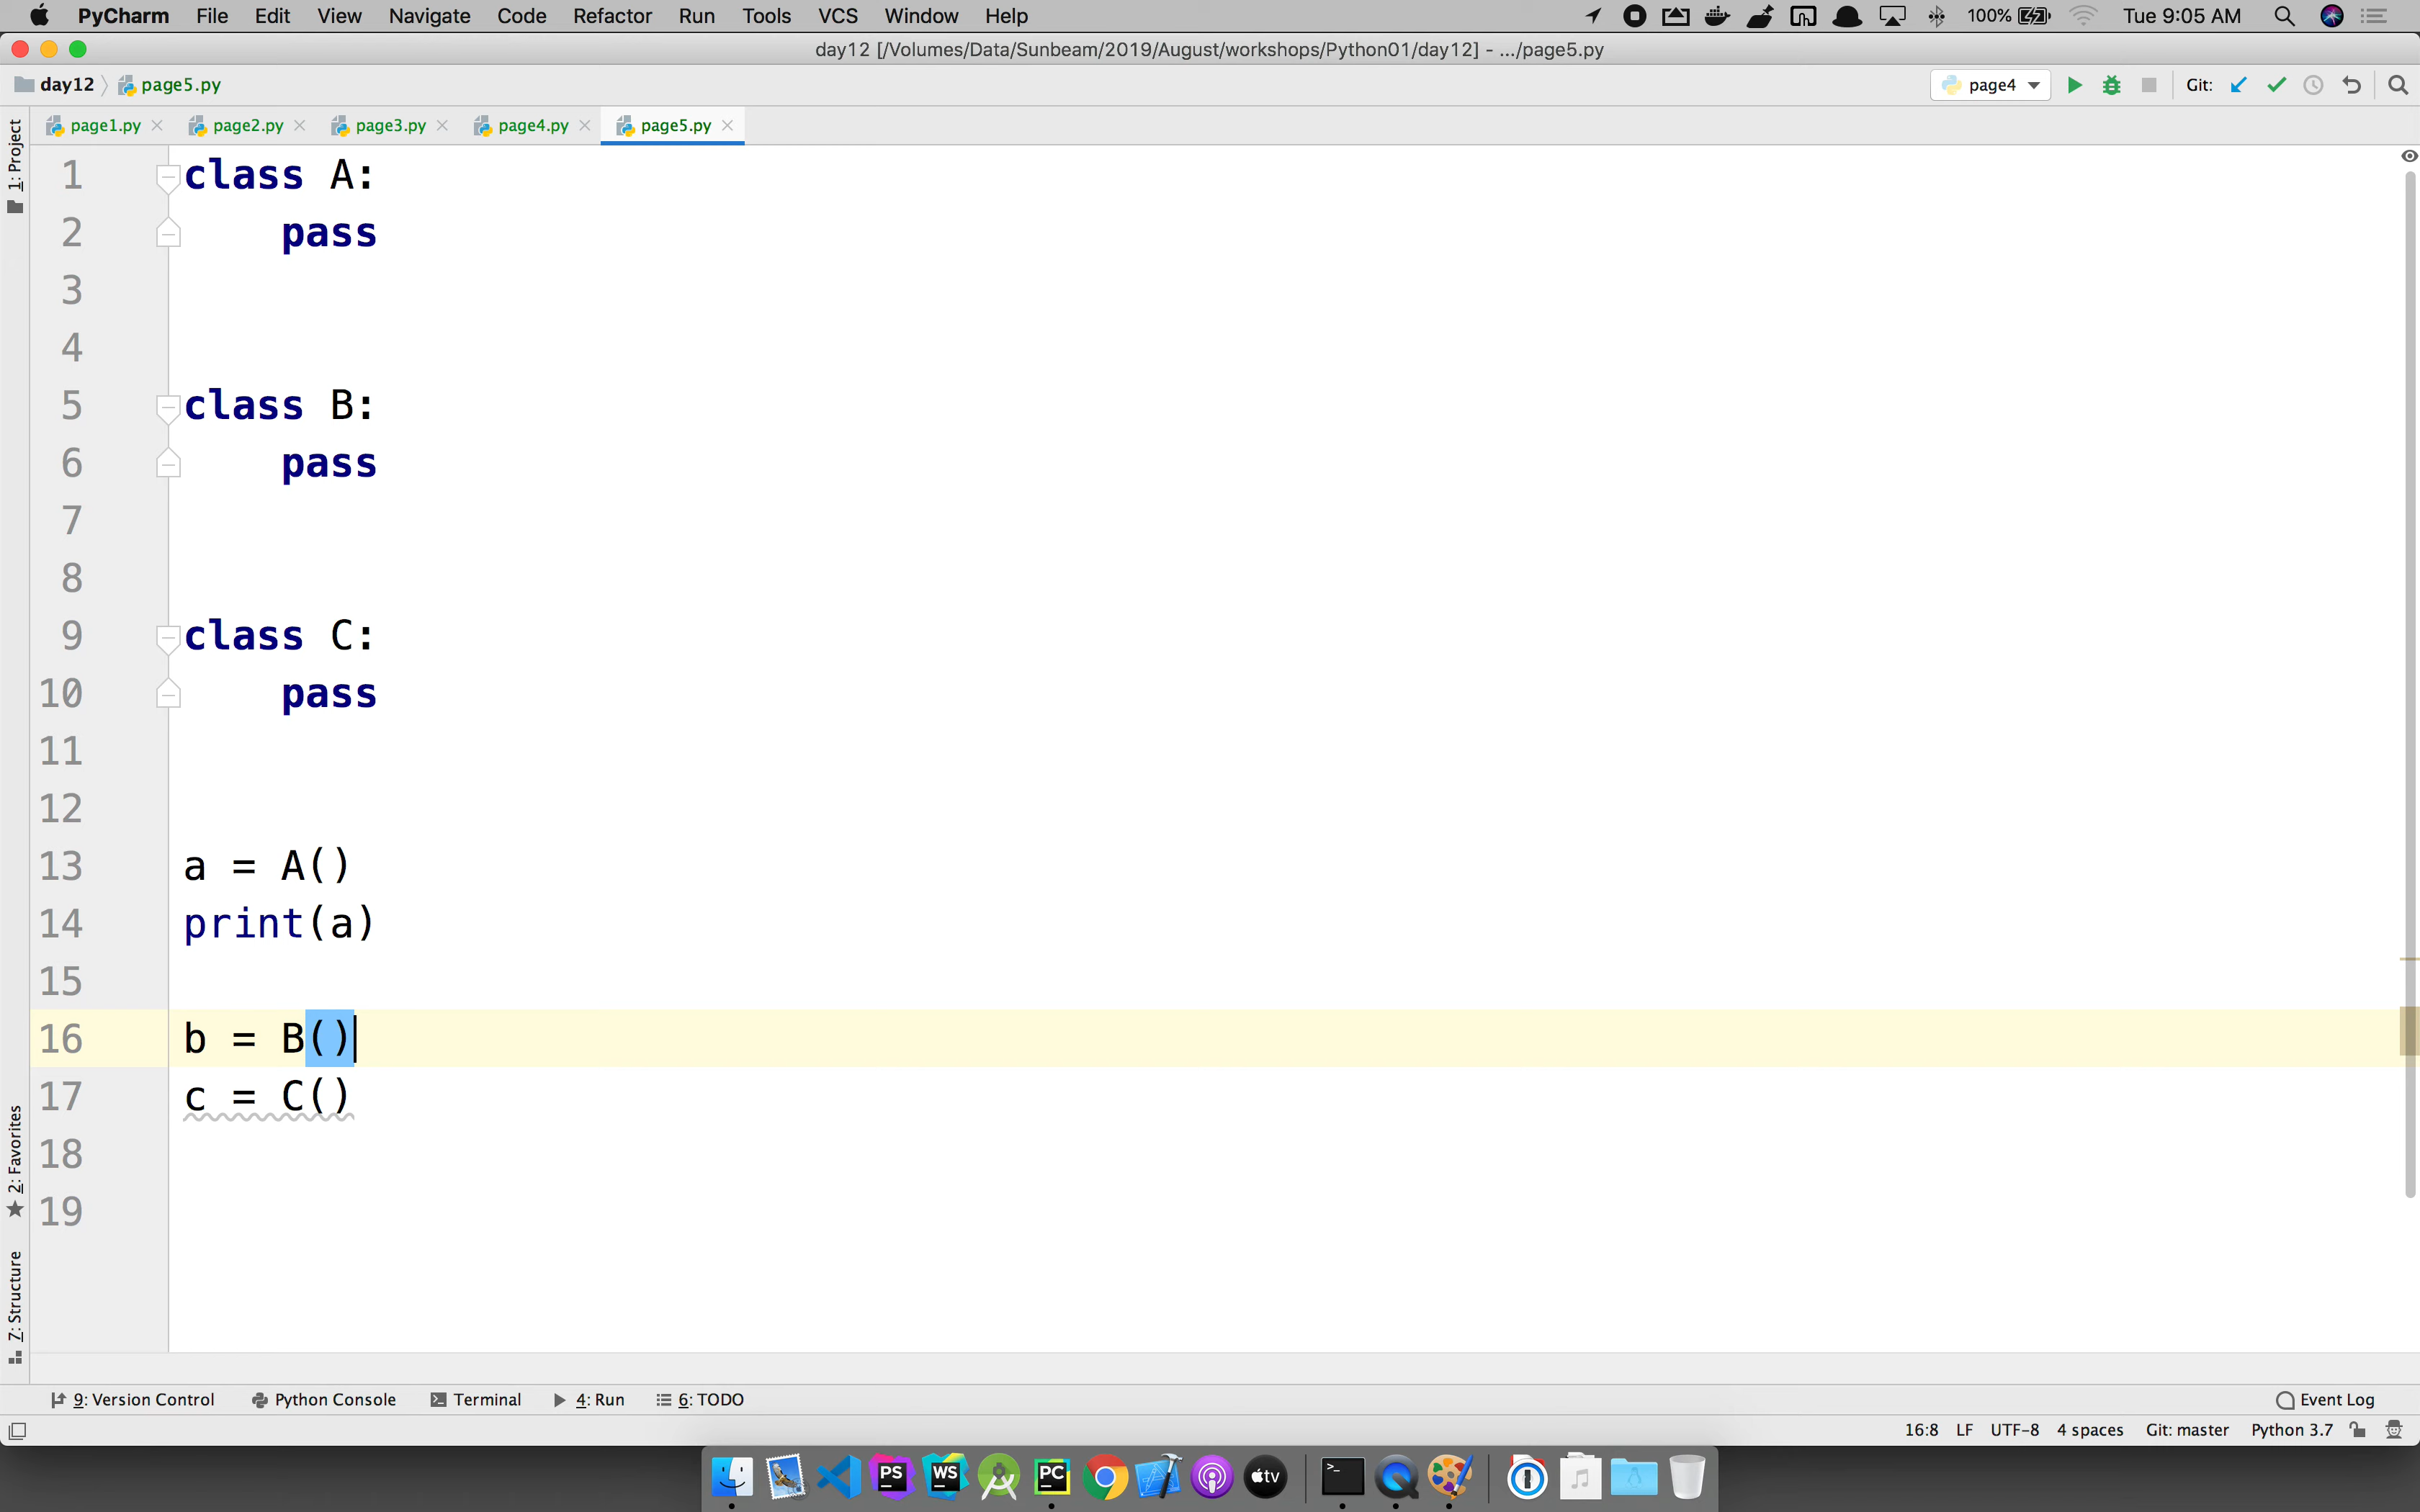 PyCharm File Edit View Navigate Code Refactor Run Tools VCS Window Help 100% Tue 9:05 AM
day12 [/Volumes/Data/Sunbeam/2019/August/workshops/Python01/day12] - .../page5.py
day12 page5.py page4 Git:
page1.py page2.py page3.py page4.py page5.py
1: Project
1 class A:
2 pass
3
4
5 class B:
6 pass
7
8
9 class C:
10 pass
11
12
13 a = A()
14 print(a)
15
16 b = B()
17 c = C()
18
19
2: Favorites
7: Structure
9: Version Control Python Console Terminal 4: Run 6: TODO Event Log
16:8 LF UTF-8 4 spaces Git: master Python 3.7
PS WS PC tv >_